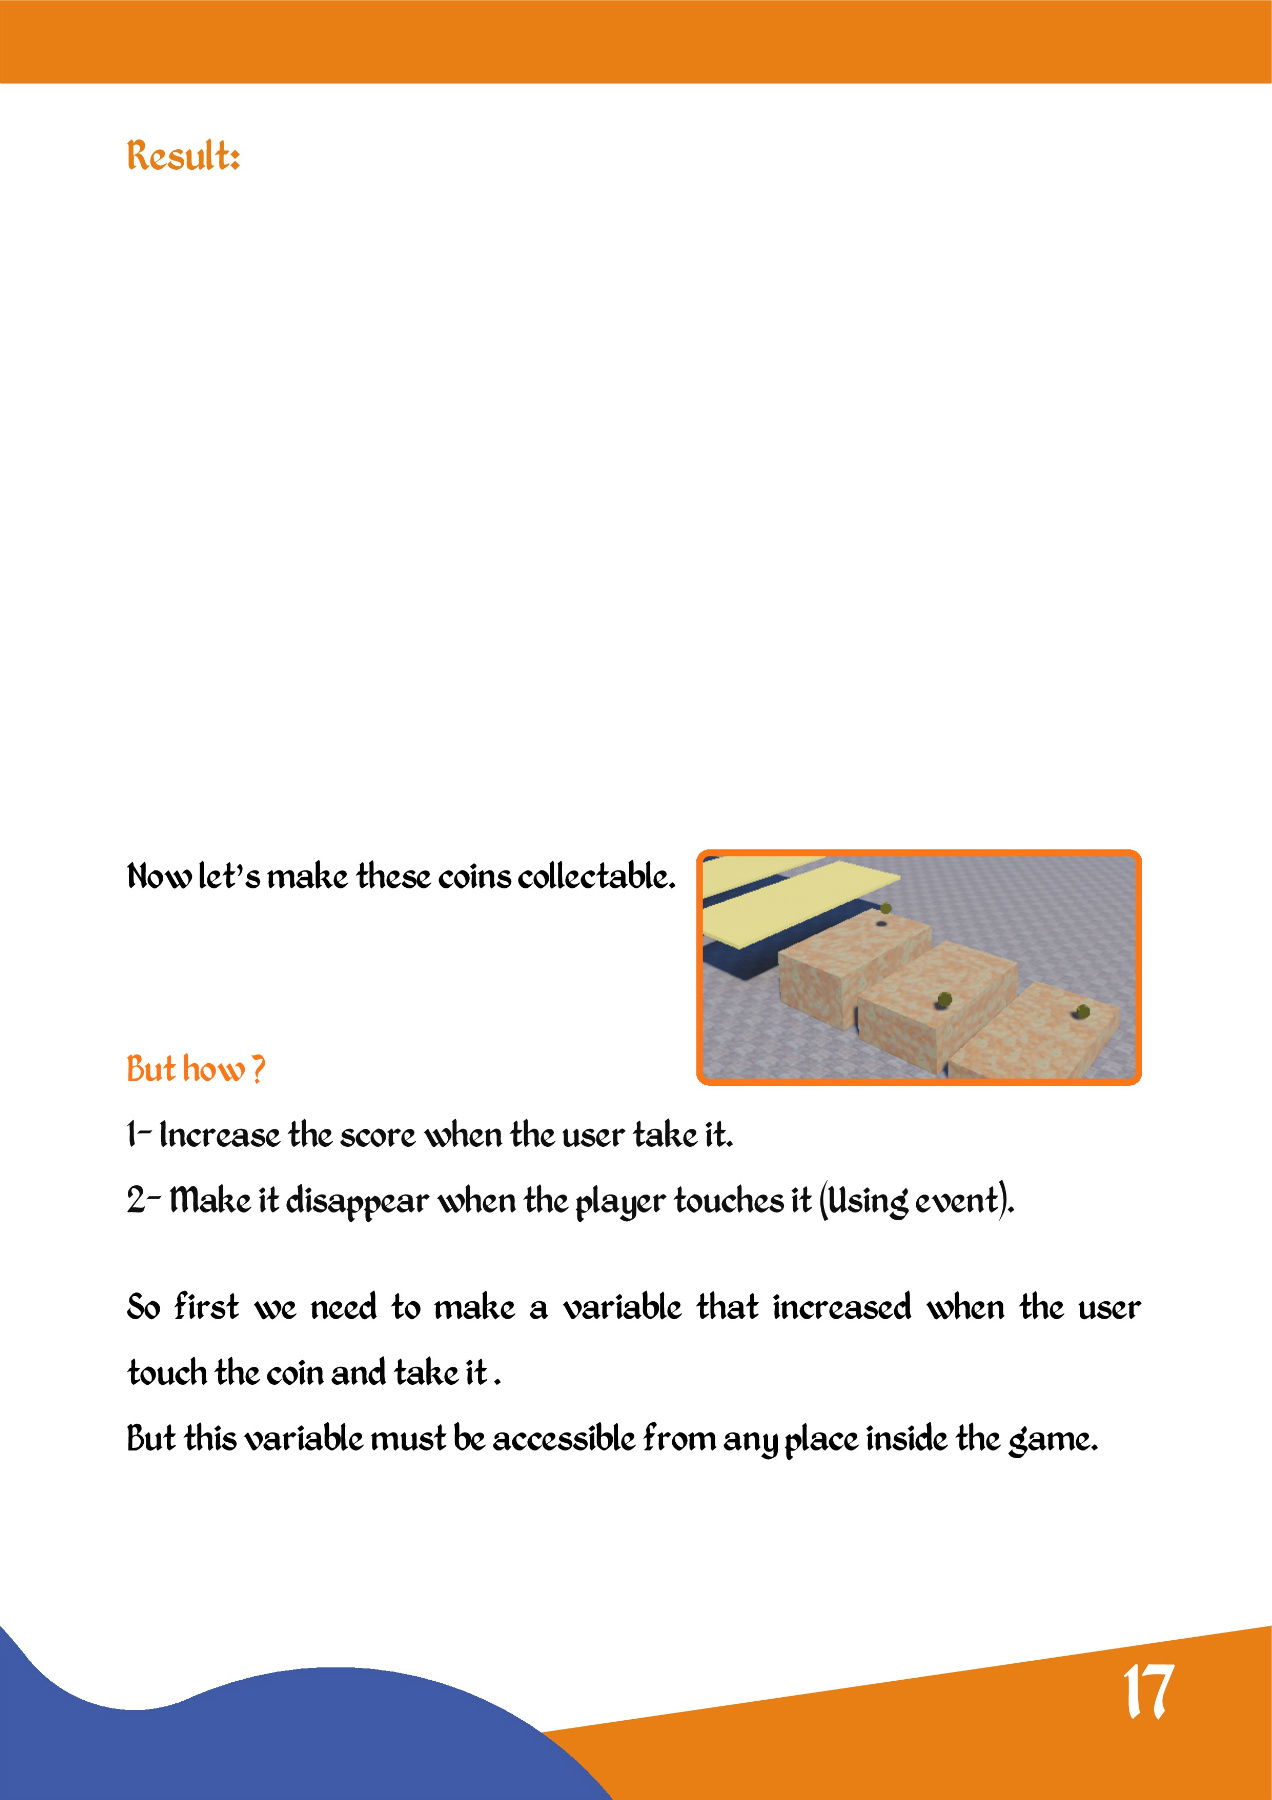 Result:
Now let's make these coins collectable.
But how ?
1- Increase the score when the user take it.
2- Make it disappear when the player touches it (Using event).
So first we need to make a variable that increased when the user
touch the coin and take it .
But this variable must be accessible from any place inside the game.
17